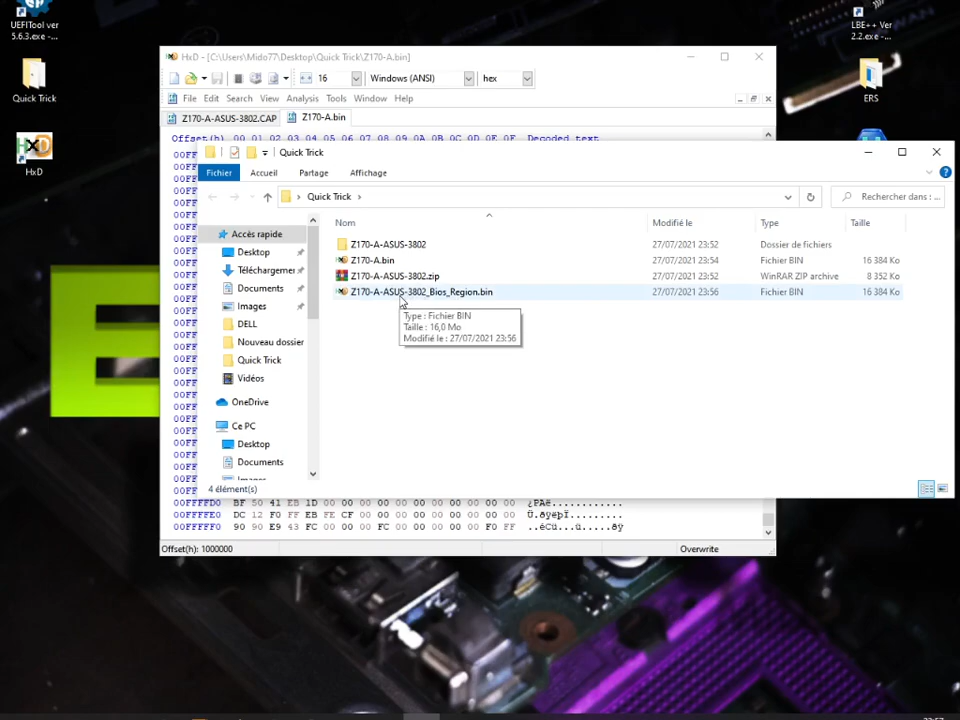 UEFITool ver
5.6.3.exe -...
Quick Trick
HxD
LBE++ Ver
2.2.exe -...
ERS
HxD - [C:\Users\Mido77\Desktop\Quick Trick\Z170-A.bin]
16
Windows (ANSI)
hex
File Edit Search View Analysis Tools Window Help
Z170-A-ASUS-3802.CAP
Z170-A.bin
Offset(h) 00 01 02 03 04 05 06 07 08 09 0A 0B 0C 0D 0E 0F Decoded text
Quick Trick
Fichier Accueil Partage Affichage
Quick Trick
Rechercher dans : ...
Nom Modifié le Type Taille
Accès rapide
Desktop
Téléchargemer
Documents
Images
DELL
Nouveau dossier
Quick Trick
Vidéos
OneDrive
Ce PC
Desktop
Documents
Z170-A-ASUS-3802 27/07/2021 23:52 Dossier de fichiers
Z170-A.bin 27/07/2021 23:56 Fichier BIN 16 384 Ko
Z170-A-ASUS-3802.zip 27/07/2021 23:52 WinRAR ZIP archive 8 352 Ko
Z170-A-ASUS-3802_Bios_Region.bin 27/07/2021 23:56 Fichier BIN 16 384 Ko
Type : Fichier BIN
Taille : 16,0 Mo
Modifié le : 27/07/2021 23:56
4 élément(s)
00FFFFD0 BF 50 41 EB 1D 00 00 00 00 00 00 00 00 00 00 00 ¿PAë...........
00FFFFE0 DC 12 F0 FF EB FE CF 00 00 00 00 00 00 00 00 00 Ü.ðÿëþÏ.........
00FFFFF0 90 90 E9 43 FC 00 00 00 FC 00 00 00 00 00 F0 FF ..éCü...ü.....ðÿ
Offset(h): 1000000
Overwrite